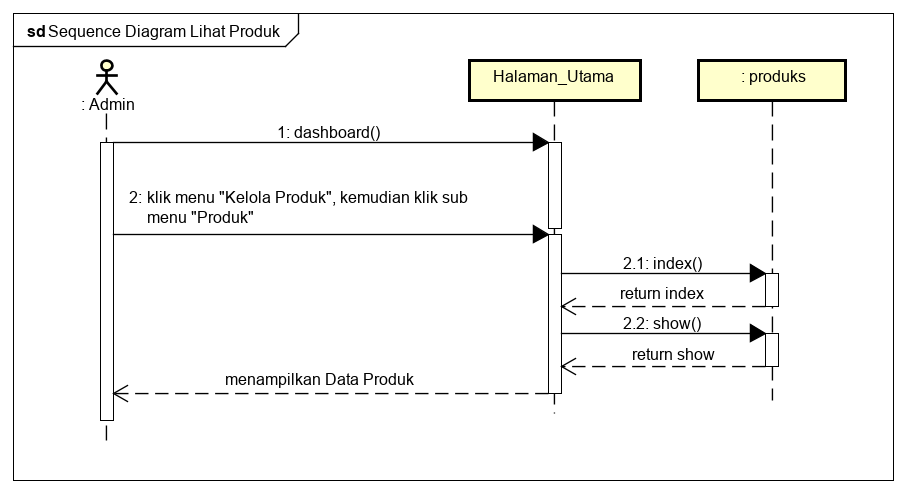 sd Sequence Diagram Lihat Produk
: Admin
Halaman_Utama
: produks
1: dashboard()
2: klik menu "Kelola Produk", kemudian klik sub
menu "Produk"
2.1: index()
return index
2.2: show()
return show
menampilkan Data Produk